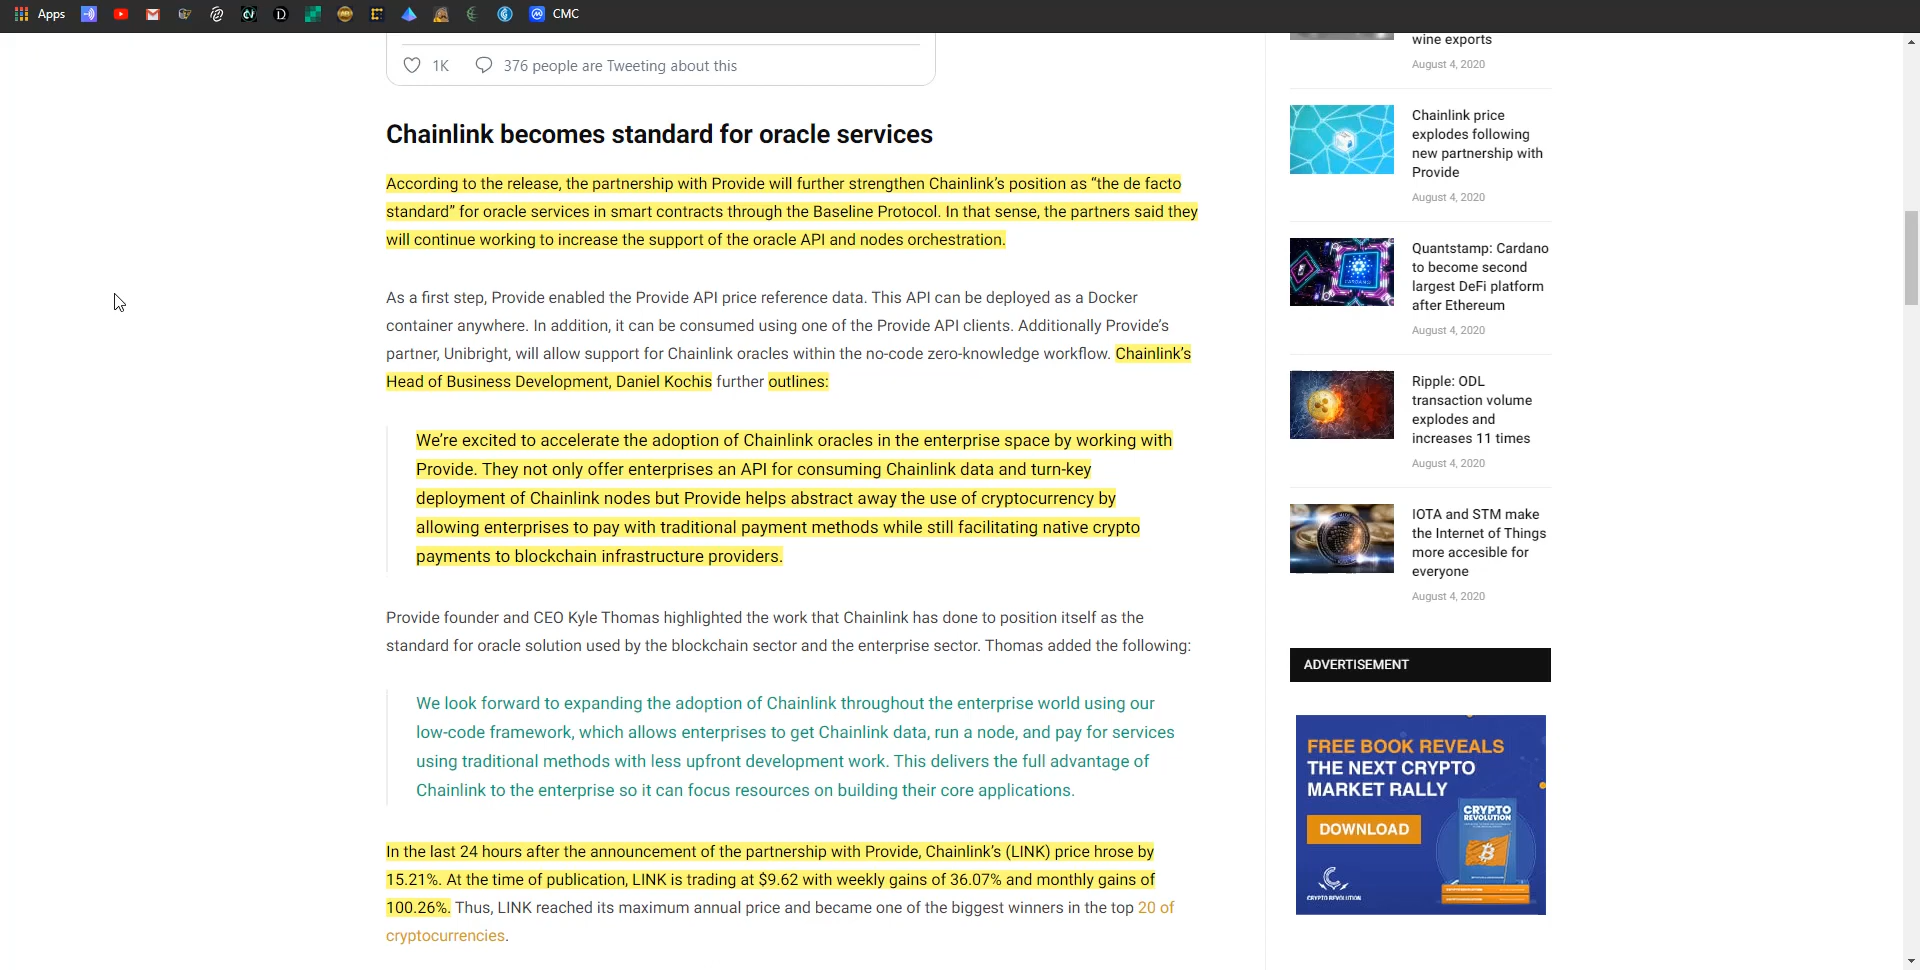 Apps
CMC
1K
376 people are Tweeting about this
Chainlink becomes standard for oracle services
According to the release, the partnership with Provide will further strengthen Chainlink’s position as “the de facto
standard” for oracle services in smart contracts through the Baseline Protocol. In that sense, the partners said they
will continue working to increase the support of the oracle API and nodes orchestration.
As a first step, Provide enabled the Provide API price reference data. This API can be deployed as a Docker
container anywhere. In addition, it can be consumed using one of the Provide API clients. Additionally Provide’s
partner, Unibright, will allow support for Chainlink oracles within the no-code zero-knowledge workflow. Chainlink’s
Head of Business Development, Daniel Kochis further outlines:
We’re excited to accelerate the adoption of Chainlink oracles in the enterprise space by working with
Provide. They not only offer enterprises an API for consuming Chainlink data and turn-key
deployment of Chainlink nodes but Provide helps abstract away the use of cryptocurrency by
allowing enterprises to pay with traditional payment methods while still facilitating native crypto
payments to blockchain infrastructure providers.
Provide founder and CEO Kyle Thomas highlighted the work that Chainlink has done to position itself as the
standard for oracle solution used by the blockchain sector and the enterprise sector. Thomas added the following:
We look forward to expanding the adoption of Chainlink throughout the enterprise world using our
low-code framework, which allows enterprises to get Chainlink data, run a node, and pay for services
using traditional methods with less upfront development work. This delivers the full advantage of
Chainlink to the enterprise so it can focus resources on building their core applications.
In the last 24 hours after the announcement of the partnership with Provide, Chainlink’s (LINK) price hrose by
15.21%. At the time of publication, LINK is trading at $9.62 with weekly gains of 36.07% and monthly gains of
100.26%. Thus, LINK reached its maximum annual price and became one of the biggest winners in the top 20 of
cryptocurrencies.
wine exports
August 4, 2020
Chainlink price
explodes following
new partnership with
Provide
August 4, 2020
Quantstamp: Cardano
to become second
largest DeFi platform
after Ethereum
August 4, 2020
Ripple: ODL
transaction volume
explodes and
increases 11 times
August 4, 2020
IOTA and STM make
the Internet of Things
more accesible for
everyone
August 4, 2020
ADVERTISEMENT
FREE BOOK REVEALS
THE NEXT CRYPTO
MARKET RALLY
DOWNLOAD
CRYPTO
REVOLUTION
CRYPTO REVOLUTION